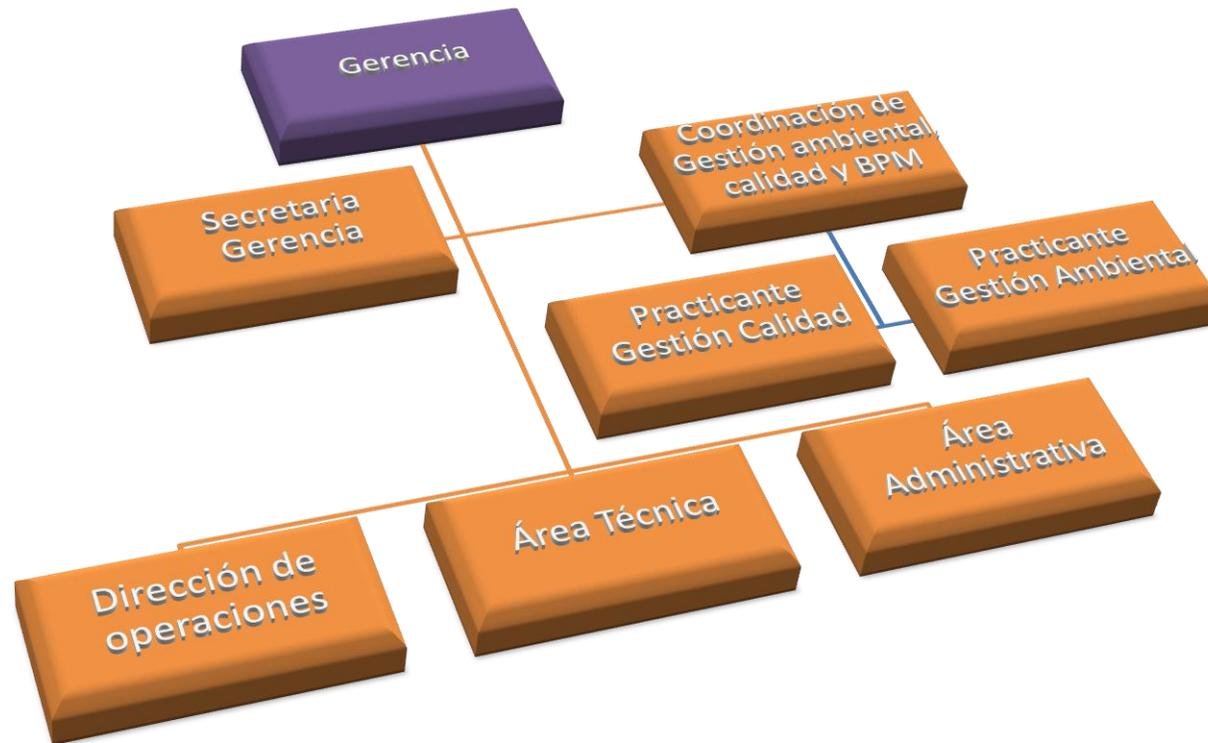 Gerencia
Coordinación de
Gestión ambiental,
calidad y BPM
Secretaria
Gerencia
Practicante
Gestión Ambiental
Practicante
Gestión Calidad
Área
Administrativa
Área Técnica
Dirección de
operaciones